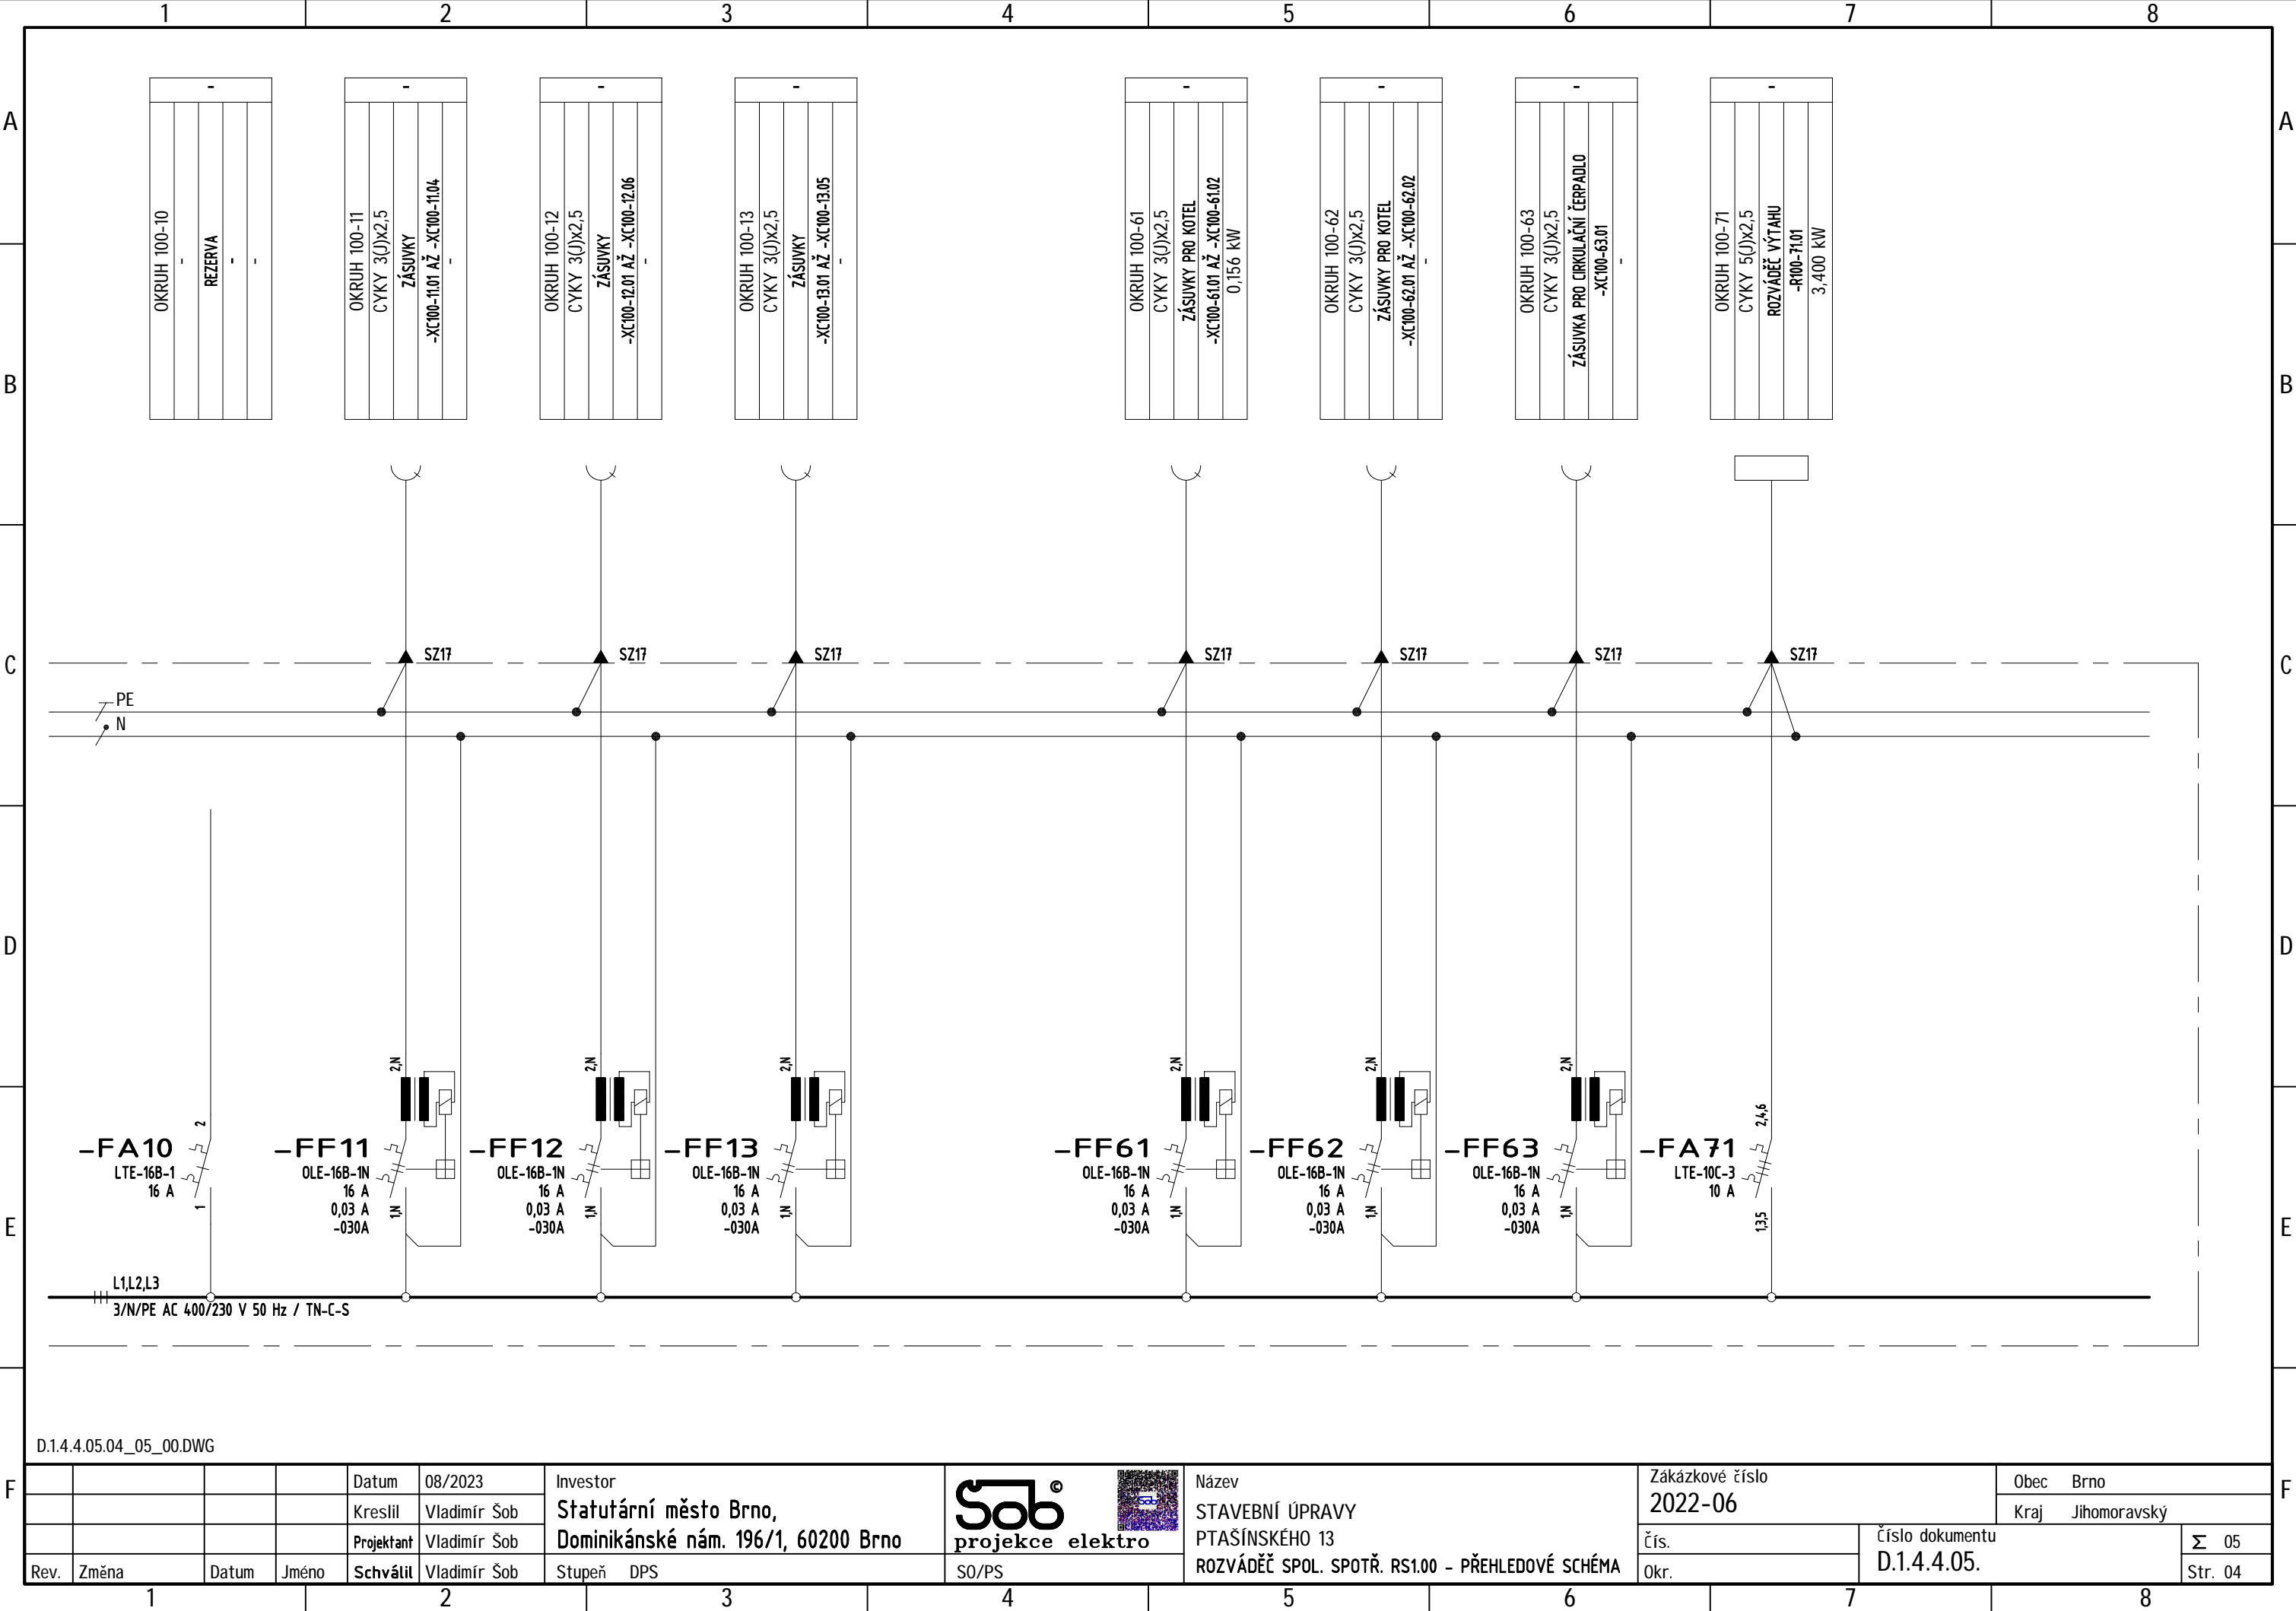 1 2 3 4 5 6 7 8
A A
B B
C C
D D
E E
F F
-
OKRUH 100-10
-
REZERVA
-
-
-
OKRUH 100-11
CYKY 3(J)x2,5
ZÁSUVKY
-XC100-11.01 AŽ -XC100-11.04
-
-
OKRUH 100-12
CYKY 3(J)x2,5
ZÁSUVKY
-XC100-12.01 AŽ -XC100-12.06
-
-
OKRUH 100-13
CYKY 3(J)x2,5
ZÁSUVKY
-XC100-13.01 AŽ -XC100-13.05
-
-
OKRUH 100-61
CYKY 3(J)x2,5
ZÁSUVKY PRO KOTEL
-XC100-61.01 AŽ -XC100-61.02
0,156 kW
-
OKRUH 100-62
CYKY 3(J)x2,5
ZÁSUVKY PRO KOTEL
-XC100-62.01 AŽ -XC100-62.02
-
-
OKRUH 100-63
CYKY 3(J)x2,5
ZÁSUVKA PRO CIRKULAČNÍ ČERPADLO
-XC100-63.01
-
-
OKRUH 100-71
CYKY 5(J)x2,5
ROZVÁDĚČ VÝTAHU
-R100-71.01
3,400 kW
SZ17 SZ17 SZ17 SZ17 SZ17 SZ17 SZ17
PE
N
-FA10
LTE-16B-1
16 A
2
1
-FF11
OLE-16B-1N
16 A
0,03 A
-030A
2,N
1,N
-FF12
OLE-16B-1N
16 A
0,03 A
-030A
2,N
1,N
-FF13
OLE-16B-1N
16 A
0,03 A
-030A
2,N
1,N
-FF61
OLE-16B-1N
16 A
0,03 A
-030A
2,N
1,N
-FF62
OLE-16B-1N
16 A
0,03 A
-030A
2,N
1,N
-FF63
OLE-16B-1N
16 A
0,03 A
-030A
2,N
1,N
-FA71
LTE-10C-3
10 A
2,4,6
1,3,5
L1,L2,L3
3/N/PE AC 400/230 V 50 Hz / TN-C-S
D.1.4.4.05.04_05_00.DWG
Datum 08/2023
Kreslil Vladimír Šob
Projektant Vladimír Šob
Rev. Změna Datum Jméno Schválil Vladimír Šob
Investor
Statutární město Brno,
Dominikánské nám. 196/1, 60200 Brno
Stupeň DPS
Šob ©
Šob
projekce elektro
SO/PS
Název
STAVEBNÍ ÚPRAVY
PTAŠÍNSKÉHO 13
ROZVÁDĚČ SPOL. SPOTŘ. RS1.00 - PŘEHLEDOVÉ SCHÉMA
Zákázkové číslo
2022-06
Obec Brno
Kraj Jihomoravský
čís.
Okr.
Číslo dokumentu
D.1.4.4.05.
Σ 05
Str. 04
1 2 3 4 5 6 7 8